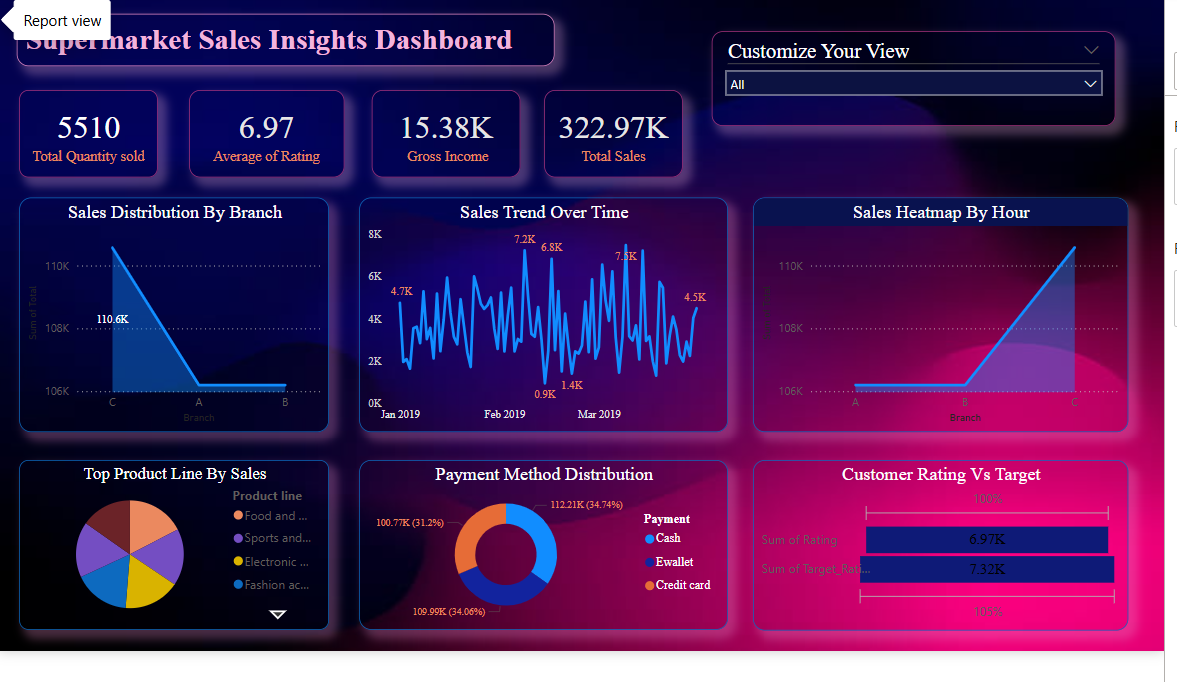 Report view
Supermarket Sales Insights Dashboard
Customize Your View
All
5510
Total Quantity sold
6.97
Average of Rating
15.38K
Gross Income
322.97K
Total Sales
Sales Distribution By Branch
110K
108K
106K
Sum of Total
110.6K
C A B
Branch
Sales Trend Over Time
8K
6K
4K
2K
0K
4.7K
7.2K
6.8K
7.5K
4.5K
0.9K
1.4K
Jan 2019 Feb 2019 Mar 2019
Sales Heatmap By Hour
110K
108K
106K
A B C
Branch
Top Product Line By Sales
Product line
Food and ...
Sports and...
Electronic ...
Fashion ac...
Payment Method Distribution
112.21K (34.74%)
100.77K (31.2%)
109.99K (34.06%)
Payment
Cash
Ewallet
Credit card
Customer Rating Vs Target
100%
Sum of Rating 6.97K
Sum of Target_Rati... 7.32K
105%